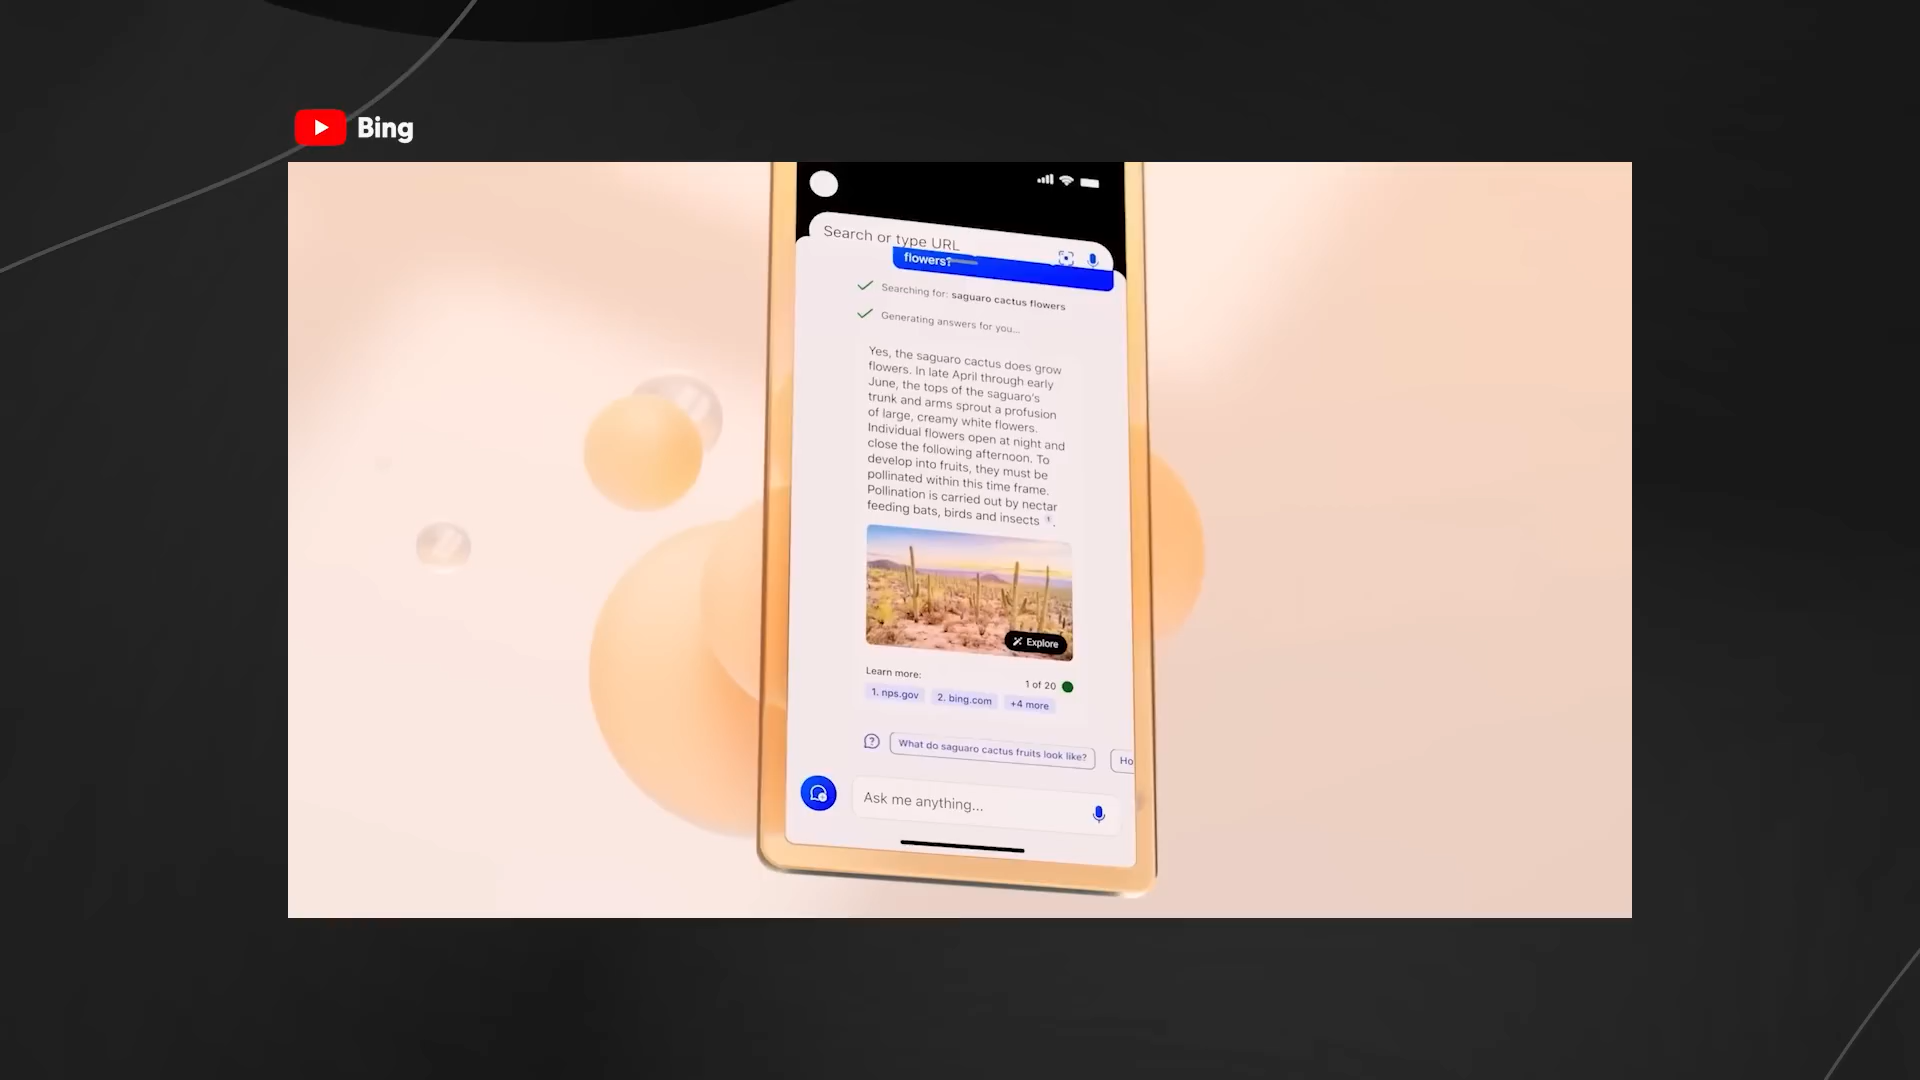 Bing
Search or type URL
flowers?
Searching for: saguaro cactus flowers
Generating answers for you...
Yes, the saguaro cactus does grow
flowers. In late April through early
June, the tops of the saguaro's
trunk and arms sprout a profusion
of large, creamy white flowers.
Individual flowers open at night and
close the following afternoon. To
develop into fruits, they must be
pollinated within this time frame.
Pollination is carried out by nectar
feeding bats, birds and insects 1.
Explore
Learn more:
1 of 20
1. nps.gov 2. bing.com +4 more
What do saguaro cactus fruits look like? Ho
Ask me anything...